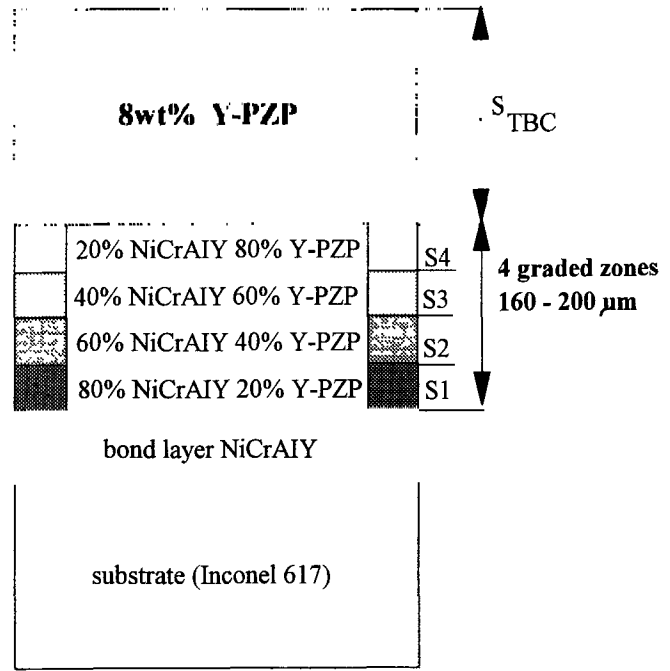 8wt% Y-PZP
S TBC
20% NiCrAlY 80% Y-PZP S4
40% NiCrAlY 60% Y-PZP S3
4 graded zones
160 - 200 µm
60% NiCrAlY 40% Y-PZP S2
80% NiCrAlY 20% Y-PZP S1
bond layer NiCrAlY
substrate (Inconel 617)